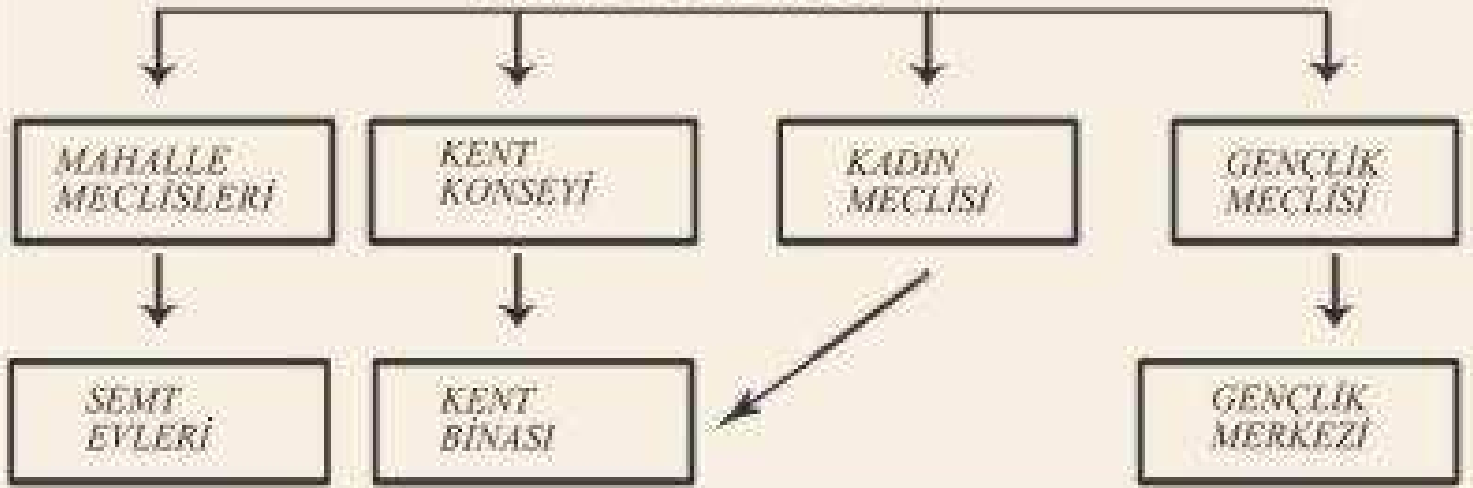 MAHALLE
MECLİSLERİ
KENT
KONSEYİ
KADIN
MECLİSİ
GENÇLİK
MECLİSİ
SEMT
EVLERİ
KENT
BİNASI
GENÇLİK
MERKEZİ